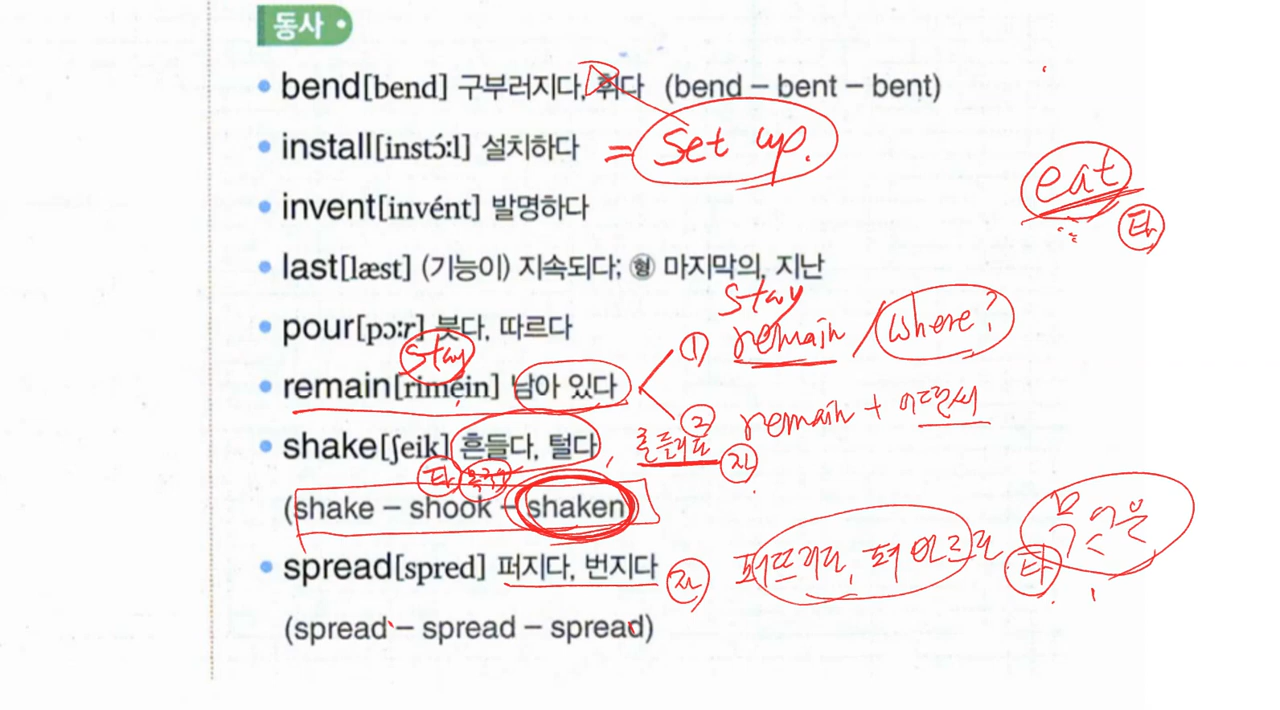 동사
bend[bend] 구부러지다, 휘다 (bend – bent – bent)
install[instɔ́ːl] 설치하다 = Set up.
eat
타
invent[invént] 발명하다
last[læst] (기능이) 지속되다; 형 마지막의, 지난
stay
pour[pɔːr] 붓다, 따르다
① remain / where?
stay
remain[riméin] 남아 있다
② remain +
shake[ʃeik] 흔들다, 털다, 흔들리다 자
타
(shake – shook – shaken)
무엇을
spread[spred] 퍼지다, 번지다 자 퍼뜨리다, 펴 바르다 타
(spread – spread – spread)